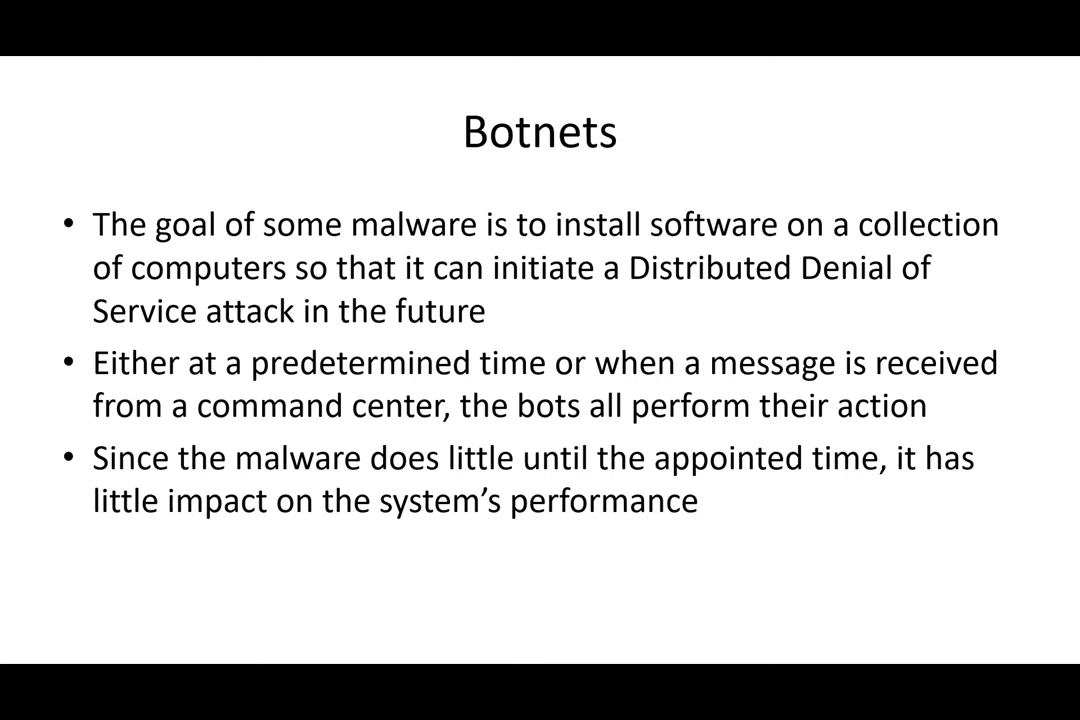 Botnets
• The goal of some malware is to install software on a collection
of computers so that it can initiate a Distributed Denial of
Service attack in the future
• Either at a predetermined time or when a message is received
from a command center, the bots all perform their action
• Since the malware does little until the appointed time, it has
little impact on the system’s performance